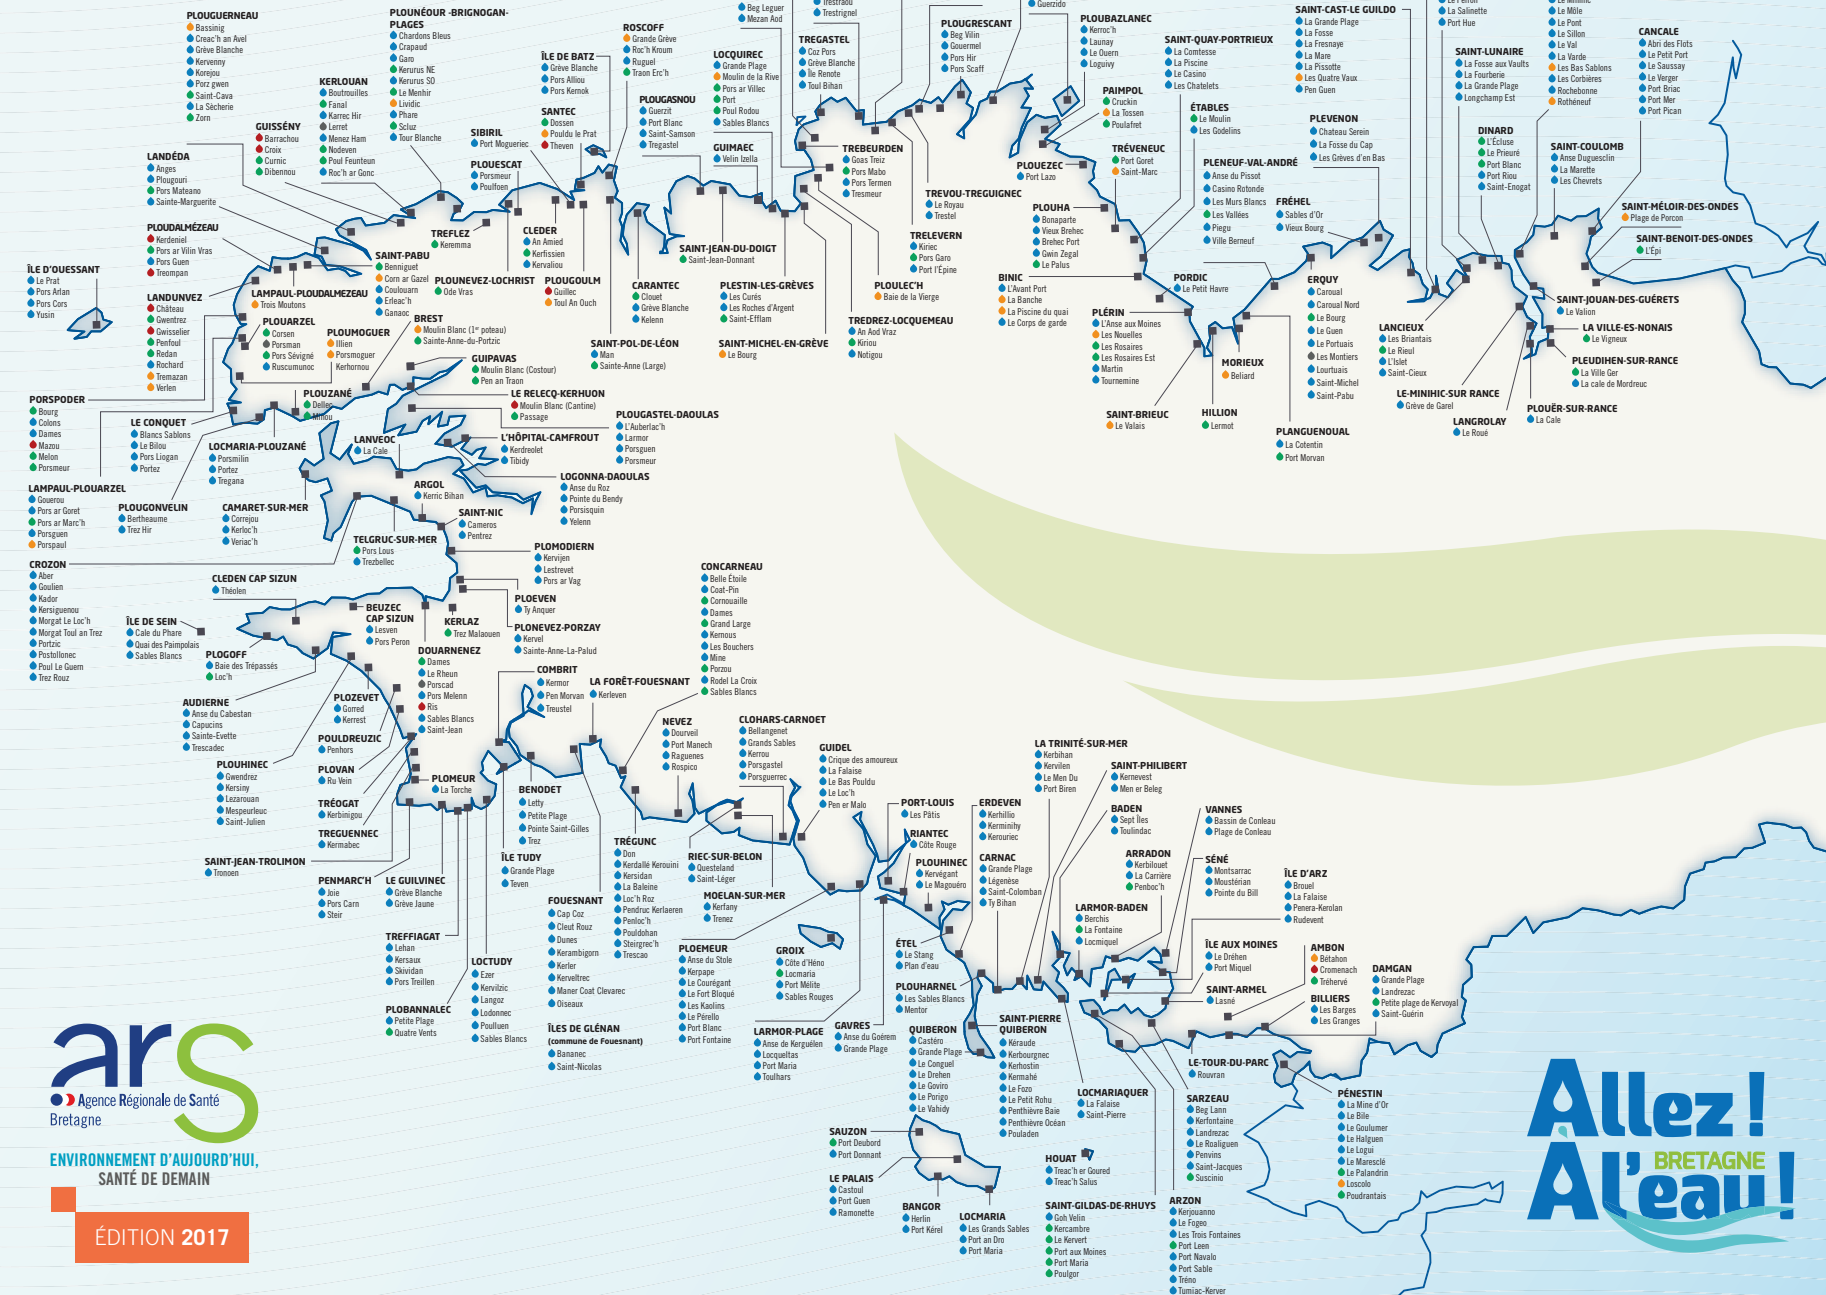 Beg Leguer
Mezan Aod
Trestraou
Trestrignel
Guerzido
PLOUGUERNEAU
Bassinig
Creac'h an Avel
Grève Blanche
Kervenny
Korejou
Porz gwen
Saint-Cava
La Sècherie
Zorn
PLOUNÉOUR -BRIGNOGAN-
PLAGES
Chardons Bleus
Crapaud
Garo
Kerurus NE
Kerurus SO
Le Menhir
Lividic
Phare
Scluz
Tour Blanche
KERLOUAN
Boutrouilles
Fanal
Karrec Hir
Lerret
Menez Ham
Nodeven
Poul Feunteun
Roc'h ar Gonc
GUISSÉNY
Barrachou
Croix
Curnic
Dibennou
LANDÉDA
Anges
Plougouri
Pors Mateano
Sainte-Marguerite
PLOUDALMÉZEAU
Kerdeniel
Pors ar Vilin Vras
Pors Guen
Treompan
ÎLE D'OUESSANT
Le Prat
Pors Arlan
Pors Cors
Yusin
LANDUNVEZ
Château
Gwentrez
Gwisselier
Penfoul
Redan
Rochard
Tremazan
Verlen
LAMPAUL-PLOUDALMEZEAU
Trois Moutons
PLOUARZEL
Corsen
Porsman
Pors Sévigné
Ruscumunoc
PLOUMOGUER
Illien
Porsmoguer
Kerhornou
SAINT-PABU
Benniguet
Corn ar Gazel
Coulouarn
Erleac'h
Ganaoc
ROSCOFF
Grande Grève
Roc'h Kroum
Ruguel
Traon Erc'h
ÎLE DE BATZ
Grève Blanche
Pors Alliou
Pors Kernok
SANTEC
Dossen
Pouldu le Prat
Theven
SIBIRIL
Port Mogueriec
PLOUESCAT
Porsmeur
Poulfoen
TREFLEZ
Keremma
CLEDER
An Amied
Kerfissien
Kervaliou
PLOUNEVEZ-LOCHRIST
Ode Vras
PLOUGOULM
Guillec
Toul An Ouch
BREST
Moulin Blanc (1er poteau)
Sainte-Anne-du-Portzic
GUIPAVAS
Moulin Blanc (Costour)
Pen an Traon
LE RELECQ-KERHUON
Moulin Blanc (Cantine)
Passage
PLOUGASTEL-DAOULAS
L'Auberlac'h
Larmor
Porsguen
Porsmeur
L'HÔPITAL-CAMFROUT
Kerdreolet
Tibidy
LOGONNA-DAOULAS
Anse du Roz
Pointe du Bendy
Porsisquin
Yelenn
LOCQUIREC
Grande Plage
Moulin de la Rive
Pors ar Villec
Port
Poul Rodou
Sables Blancs
PLOUGASNOU
Guerzit
Port Blanc
Saint-Samson
Tregastel
GUIMAEC
Velin Izella
SAINT-JEAN-DU-DOIGT
Saint-Jean-Donnant
CARANTEC
Clouet
Grève Blanche
Kelenn
SAINT-POL-DE-LÉON
Man
Sainte-Anne (Large)
PLESTIN-LES-GRÈVES
Les Curés
Les Roches d'Argent
Saint-Efflam
SAINT-MICHEL-EN-GRÈVE
Le Bourg
TREGASTEL
Coz Pors
Grève Blanche
Île Renote
Toul Bihan
TREBEURDEN
Goas Treiz
Pors Mabo
Pors Termen
Tresmeur
PLOULEC'H
Baie de la Vierge
TREDREZ-LOCQUEMEAU
An Aod Vraz
Kiriou
Notigou
PLOUGRESCANT
Beg Vilin
Gouermel
Pors Hir
Pors Scaff
TREVOU-TREGUIGNEC
Le Royau
Trestel
TRELEVERN
Kiriec
Pors Garo
Port l'Épine
PLOUBAZLANEC
Kerroc'h
Launay
Le Ouern
Loguivy
PAIMPOL
Cruckin
La Tossen
Poulafret
PLOUEZEC
Port Lazo
TRÉVENEUC
Port Goret
Saint-Marc
PLOUHA
Bonaparte
Vieux Brehec
Brehec Port
Gwin Zegal
Le Palus
BINIC
L'Avant Port
La Banche
La Piscine du quai
Le Corps de garde
SAINT-QUAY-PORTRIEUX
La Comtesse
La Piscine
Le Casino
Les Chatelets
ÉTABLES
Le Moulin
Les Godelins
PORDIC
Le Petit Havre
PLÉRIN
L'Anse aux Moines
Les Nouelles
Les Rosaires
Les Rosaires Est
Martin
Tournemine
SAINT-BRIEUC
Le Valais
HILLION
Lermot
MORIEUX
Beliard
PLANGUENOUAL
La Cotentin
Port Morvan
PLENEUF-VAL-ANDRÉ
Anse du Pissot
Casino Rotonde
Les Murs Blancs
Les Vallées
Piegu
Ville Berneuf
SAINT-CAST-LE GUILDO
La Grande Plage
La Fosse
La Fresnaye
La Mare
La Pissotte
Les Quatre Vaux
Pen Guen
PLEVENON
Chateau Serein
La Fosse du Cap
Les Grèves d'en Bas
FRÉHEL
Sables d'Or
Vieux Bourg
ERQUY
Caroual
Caroual Nord
Le Bourg
Le Guen
Le Portuais
Les Montiers
Lourtuais
Saint-Michel
Saint-Pabu
La Salinette
Port Hue
SAINT-LUNAIRE
La Fosse aux Vaults
La Fourberie
La Grande Plage
Longchamp Est
DINARD
L'Écluse
Le Prieuré
Port Blanc
Port Riou
Saint-Enogat
Le Môle
Le Pont
Le Sillon
Le Val
La Varde
Les Bas Sablons
Les Corbières
Rochebonne
Rothéneuf
CANCALE
Abri des Flots
Le Petit Port
Le Saussay
Le Verger
Port Briac
Port Mer
Port Pican
SAINT-COULOMB
Anse Duguesclin
La Marette
Les Chevrets
SAINT-MÉLOIR-DES-ONDES
Plage de Porcon
SAINT-BENOIT-DES-ONDES
L'Épi
SAINT-JOUAN-DES-GUÉRETS
Le Valion
LA VILLE-ES-NONAIS
Le Vigneux
PLEUDIHEN-SUR-RANCE
La Ville Ger
La cale de Mordreuc
LANCIEUX
Les Briantais
Le Rieul
L'Islet
Saint-Cieux
LE-MINIHIC-SUR RANCE
Grève de Garel
LANGROLAY
Le Roué
PLOUËR-SUR-RANCE
La Cale
PORSPODER
Bourg
Colons
Dames
Mazou
Melon
Porsmeur
PLOUZANÉ
Dellec
Minou
LE CONQUET
Blancs Sablons
Le Bilou
Pors Liogan
Portez
LOCMARIA-PLOUZANÉ
Porsmilin
Portez
Tregana
LAMPAUL-PLOUARZEL
Gouerou
Pors ar Goret
Pors ar Marc'h
Porsguen
Porspaul
PLOUGONVELIN
Bertheaume
Trez Hir
CAMARET-SUR-MER
Correjou
Kerloc'h
Veriac'h
LANVEOC
La Cale
ARGOL
Kerric Bihan
SAINT-NIC
Cameros
Pentrez
TELGRUC-SUR-MER
Pors Lous
Trezbellec
PLOMODIERN
Kervijen
Lestrevet
Pors ar Vag
PLOEVEN
Ty Anquer
PLONEVEZ-PORZAY
Kervel
Sainte-Anne-La-Palud
KERLAZ
Trez Malaouen
CROZON
Aber
Goulien
Kador
Kersiguenou
Morgat Le Loc'h
Morgat Toul an Trez
Portzic
Postollonec
Poul Le Guern
Trez Rouz
CLEDEN CAP SIZUN
Théolen
ÎLE DE SEIN
Cale du Phare
Quai des Paimpolais
Sables Blancs
PLOGOFF
Baie des Trépassés
Loc'h
BEUZEC
CAP SIZUN
Lesven
Pors Peron
DOUARNENEZ
Dames
Le Rheun
Porscad
Pors Melenn
Ris
Sables Blancs
Saint-Jean
AUDIERNE
Anse du Cabestan
Capucins
Sainte-Evette
Trescadec
PLOZEVET
Gorred
Kerrest
POULDREUZIC
Penhors
PLOUHINEC
Gwendrez
Kersiny
Lezarouan
Mespeurleuc
Saint-Julien
PLOVAN
Ru Vein
TRÉOGAT
Kerbinigou
TREGUENNEC
Kermabec
SAINT-JEAN-TROLIMON
Tronoen
PLOMEUR
La Torche
PENMARC'H
Joie
Pors Carn
Steir
LE GUILVINEC
Grève Blanche
Grève Jaune
TREFFIAGAT
Lehan
Kersaux
Skividan
Pors Treillen
PLOBANNALEC
Petite Plage
Quatre Vents
LOCTUDY
Ezer
Kervilzic
Langoz
Lodonnec
Poulluen
Sables Blancs
COMBRIT
Kermor
Pen Morvan
Treustel
LA FORÊT-FOUESNANT
Kerleven
BENODET
Letty
Petite Plage
Pointe Saint-Gilles
Trez
ÎLE TUDY
Grande Plage
Teven
FOUESNANT
Cap Coz
Cleut Rouz
Dunes
Kerambigorn
Kerler
Kerveltrec
Maner Coat Clevarec
Oiseaux
ÎLES DE GLÉNAN
(commune de Fouesnant)
Bananec
Saint-Nicolas
CONCARNEAU
Belle Étoile
Coat-Pin
Cornouaille
Dames
Grand Large
Kernous
Les Bouchers
Mine
Porzou
Rodel La Croix
Sables Blancs
TRÉGUNC
Don
Kerdallé Kerouini
Kersidan
La Baleine
Loc'h Roz
Pendruc Kerlaeren
Penloc'h
Pouldohan
Steirgrec'h
Trescao
NEVEZ
Dourveil
Port Manech
Raguenes
Rospico
CLOHARS-CARNOET
Bellangenet
Grands Sables
Kerrou
Porsgastel
Porsguerrec
RIEC-SUR-BELON
Questeland
Saint-Léger
MOELAN-SUR-MER
Kerfany
Trenez
GUIDEL
Crique des amoureux
La Falaise
Le Bas Pouldu
Le Loc'h
Pen er Malo
PLOEMEUR
Anse du Stole
Kerpape
Le Courégant
Le Fort Bloqué
Les Kaolins
Le Pérello
Port Blanc
Port Fontaine
GROIX
Côte d'Héno
Locmaria
Port Mélite
Sables Rouges
LARMOR-PLAGE
Anse de Kerguélen
Locqueltas
Port Maria
Toulhars
PORT-LOUIS
Les Pâtis
RIANTEC
Côte Rouge
PLOUHINEC
Kervégant
Le Magouéro
GAVRES
Anse du Goérem
Grande Plage
ÉTEL
Le Stang
Plan d'eau
ERDEVEN
Kerhillio
Kerminihy
Kerouriec
CARNAC
Grande Plage
Légenèse
Saint-Colomban
Ty Bihan
PLOUHARNEL
Les Sables Blancs
Mentor
QUIBERON
Castéro
Grande Plage
Le Conguel
Le Drehen
Le Goviro
Le Porigo
Le Vahidy
SAINT-PIERRE
QUIBERON
Kéraude
Kerbourgnec
Kerhostin
Kermahé
Le Fozo
Le Petit Rohu
Penthièvre Baie
Penthièvre Océan
Pouladen
LA TRINITÉ-SUR-MER
Kerbihan
Kervilen
Le Men Du
Port Biren
SAINT-PHILIBERT
Kernevest
Men er Beleg
BADEN
Sept Îles
Toulindac
VANNES
Bassin de Conleau
Plage de Conleau
ARRADON
Kerbilouet
La Carrière
Penboc'h
SÉNÉ
Montsarrac
Moustérian
Pointe du Bill
LARMOR-BADEN
Berchis
La Fontaine
Locmiquel
ÎLE D'ARZ
Brouel
La Falaise
Penera-Kerolan
Rudevent
ÎLE AUX MOINES
Le Dréhen
Port Miquel
SAINT-ARMEL
Lasné
AMBON
Bétahon
Cromenach
Tréhervé
DAMGAN
Grande Plage
Landrezac
Petite plage de Kervoyal
Saint-Guérin
BILLIERS
Les Barges
Les Granges
LE-TOUR-DU-PARC
Rouvran
PÉNESTIN
La Mine d'Or
Le Bile
Le Goulumer
Le Halguen
Le Logui
Le Maresclé
Le Palandrin
Loscolo
Poudrantais
SARZEAU
Beg Lann
Kerfontaine
Landrezac
Le Roaliguen
Penvins
Saint-Jacques
Suscinio
LOCMARIAQUER
La Falaise
Saint-Pierre
SAUZON
Port Deubord
Port Donnant
LE PALAIS
Castoul
Port Guen
Ramonette
BANGOR
Herlin
Port Kérel
LOCMARIA
Les Grands Sables
Port an Dro
Port Maria
HOUAT
Treac'h er Goured
Treac'h Salus
SAINT-GILDAS-DE-RHUYS
Goh Velin
Kercambre
Le Kervert
Port aux Moines
Port Maria
Poulgor
ARZON
Kerjouanno
Le Fogeo
Les Trois Fontaines
Port Leen
Port Navalo
Port Sable
Tréno
Tumiac-Kerver
ars
Agence Régionale de Santé
Bretagne
ENVIRONNEMENT D'AUJOURD'HUI,
SANTÉ DE DEMAIN
ÉDITION 2017
Allez !
À l'eau !
BRETAGNE